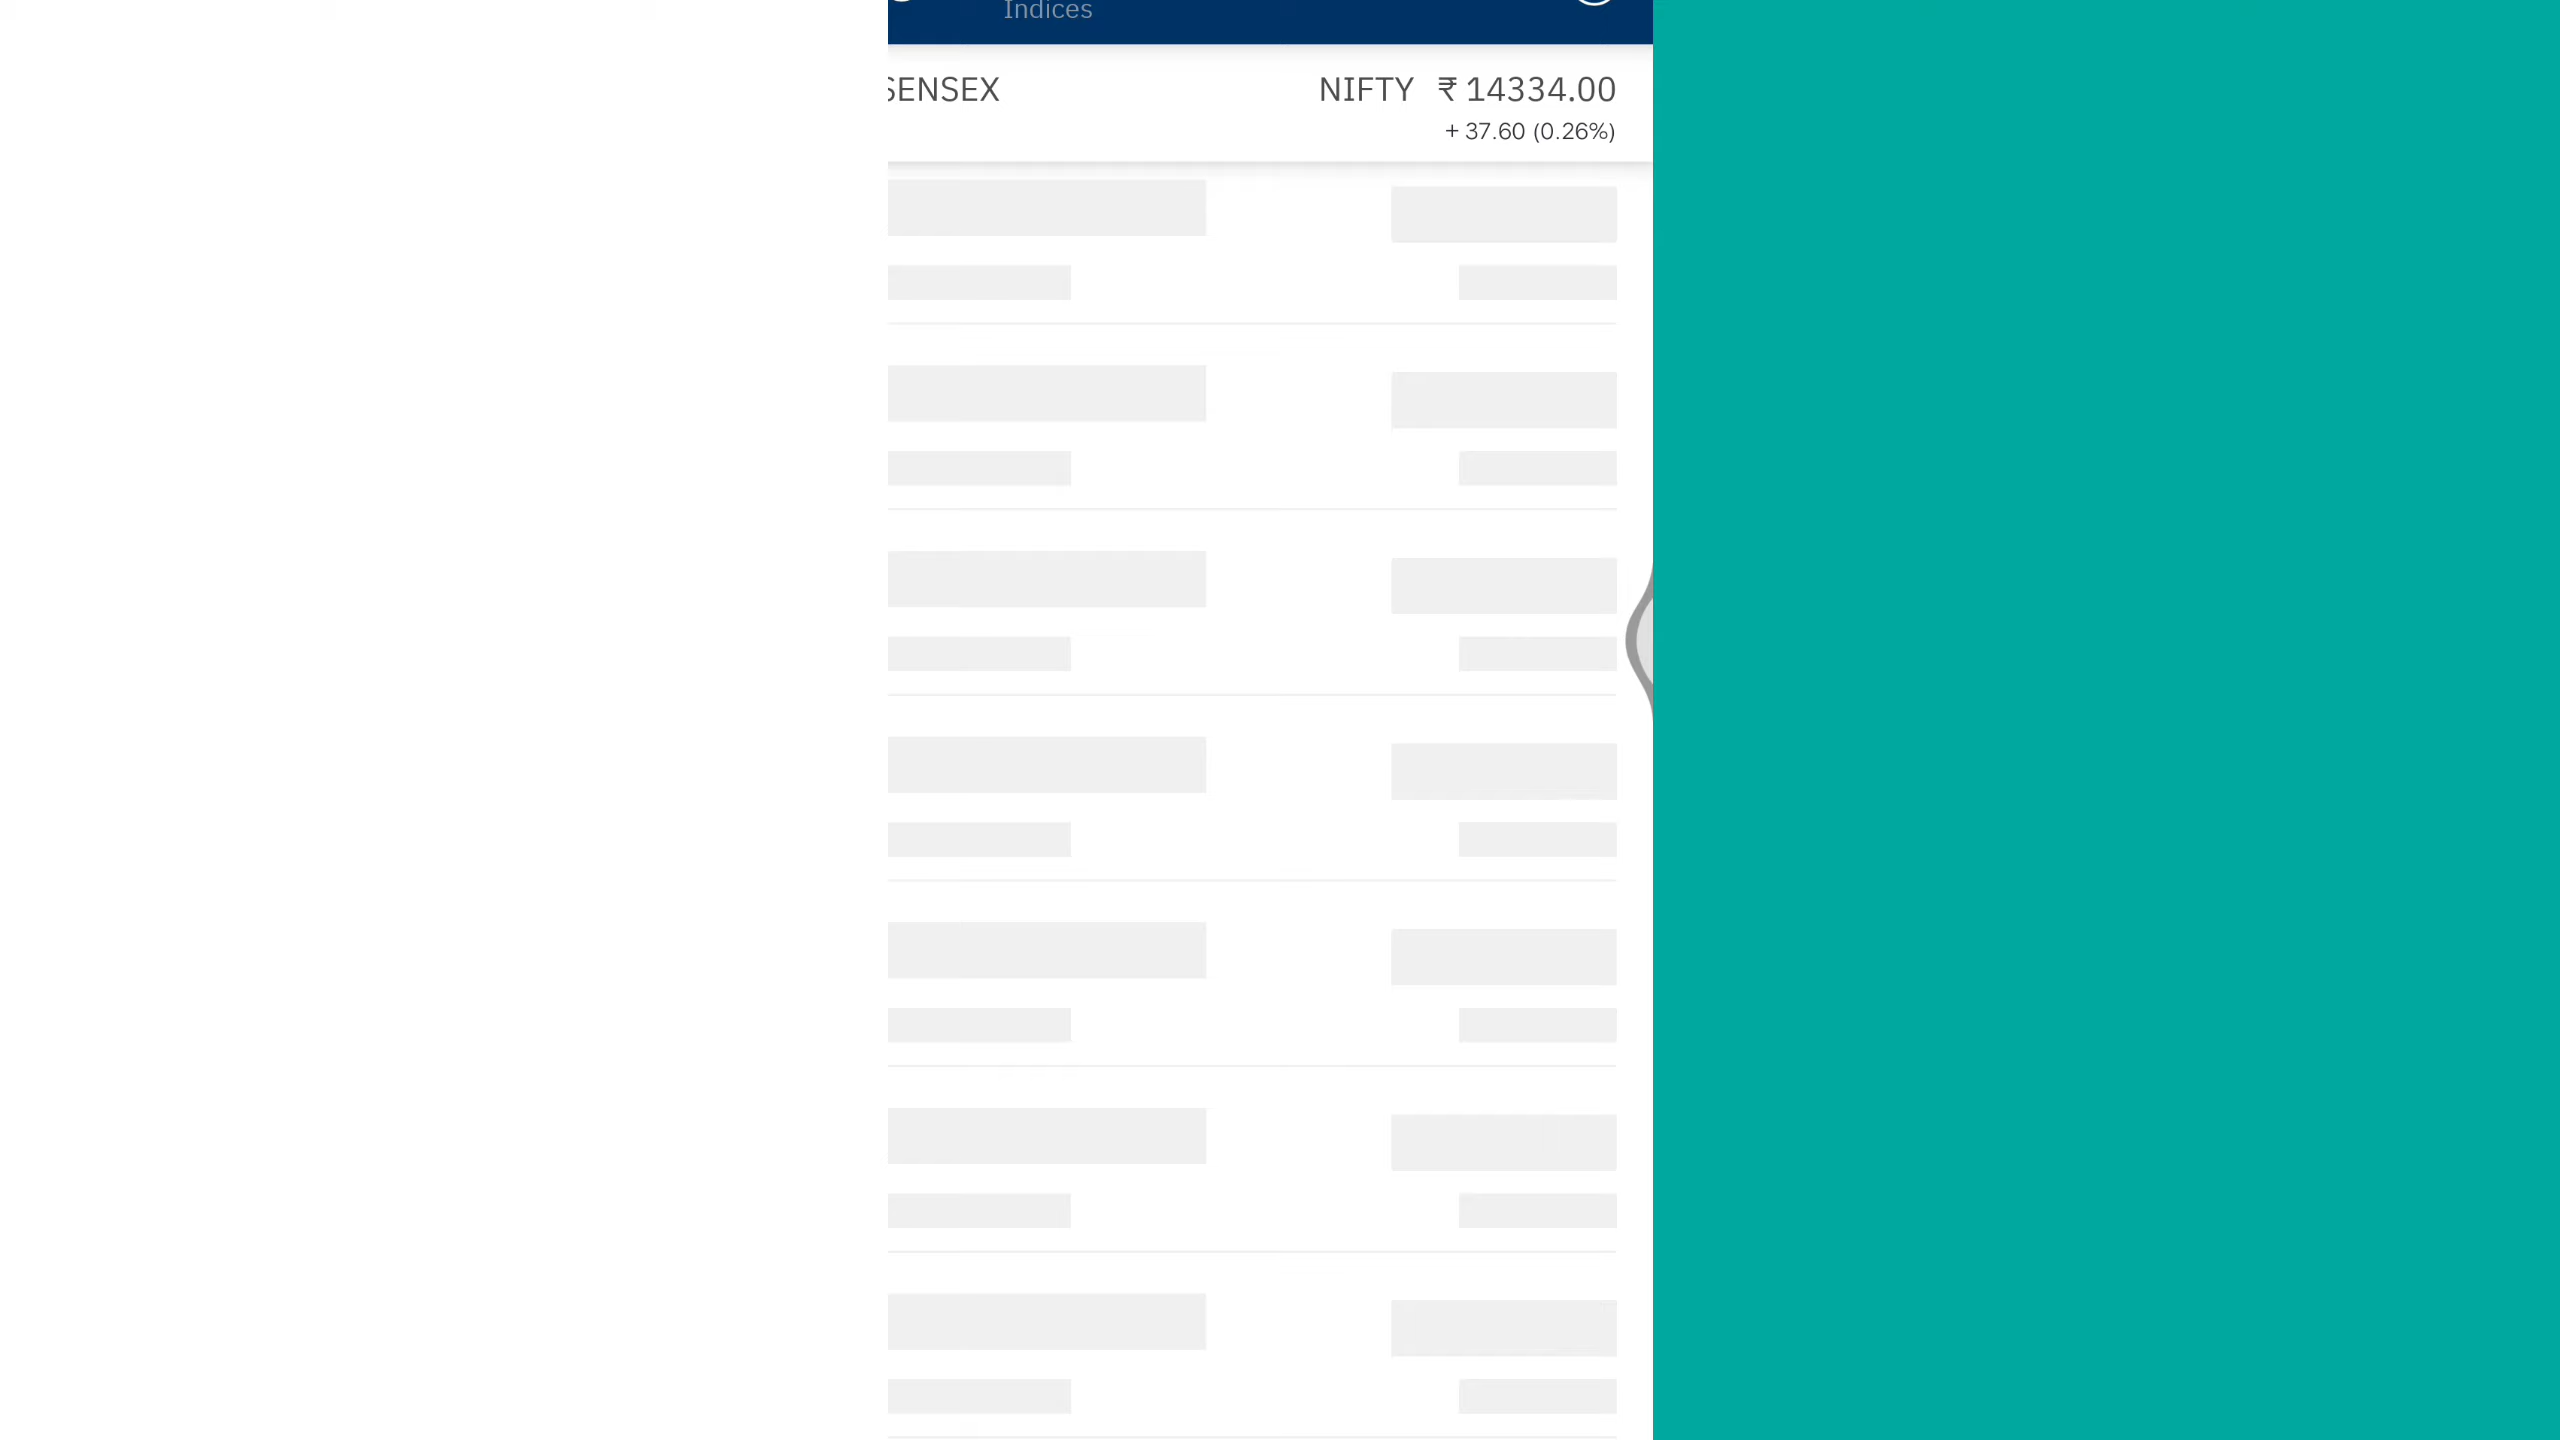 Indices
SENSEX
NIFTY ₹ 14334.00
+ 37.60 (0.26%)